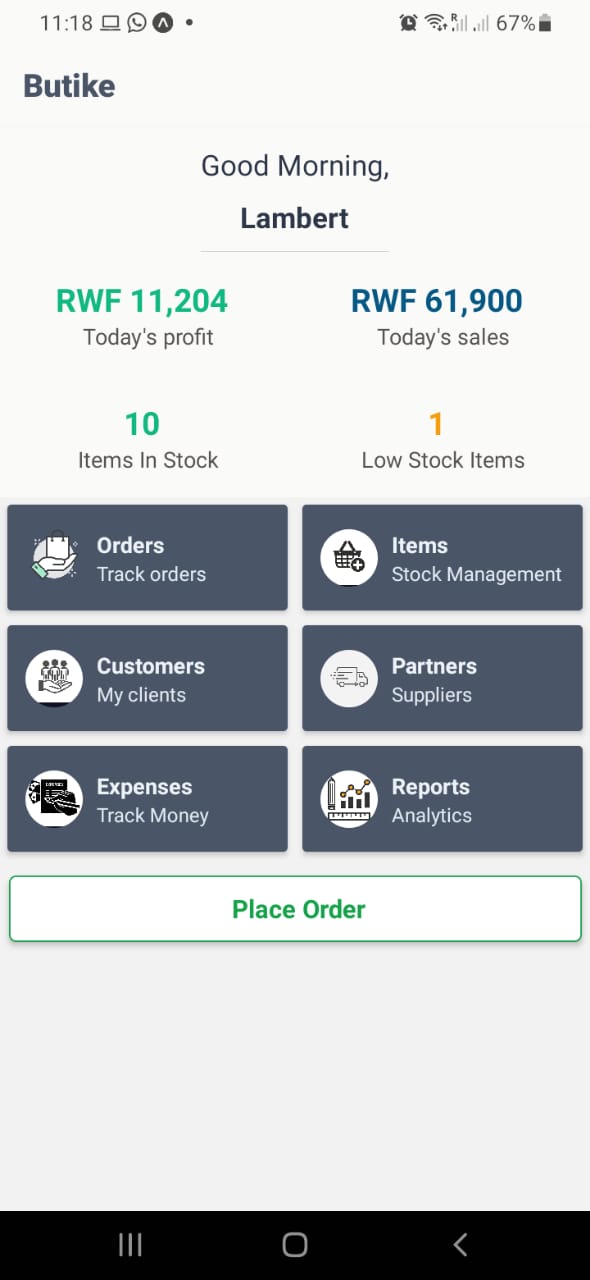 11:18
R
67%
Butike
Good Morning,
Lambert
RWF 11,204
Today's profit
RWF 61,900
Today's sales
10
Items In Stock
1
Low Stock Items
Orders
Track orders
Items
Stock Management
Customers
My clients
Partners
Suppliers
Expenses
Track Money
Reports
Analytics
Place Order